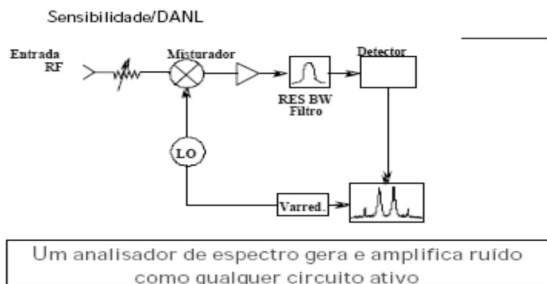 Sensibilidade/DANL
Entrada
RF
Misturador
Detector
RES BW
Filtro
LO
Varred.
Um analisador de espectro gera e amplifica ruído
como qualquer circuito ativo